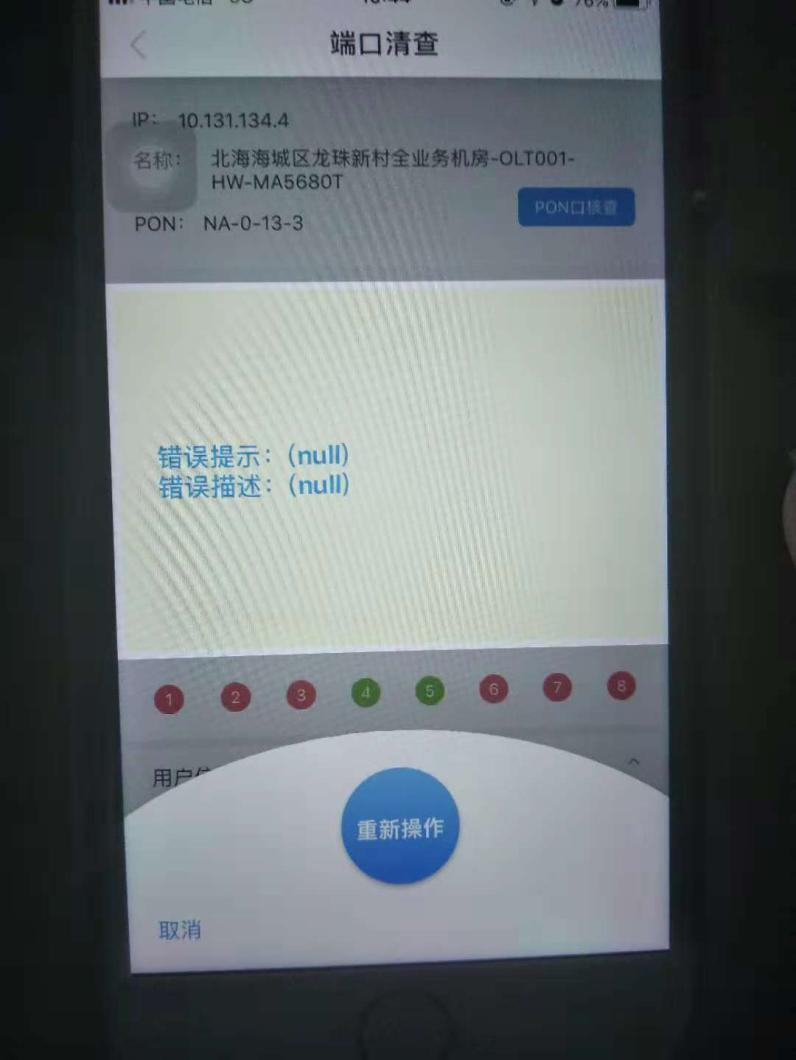 端口清查
IP： 10.131.134.4
名称： 北海海城区龙珠新村全业务机房-OLT001-
HW-MA5680T
PON口核查
PON： NA-0-13-3
错误提示：(null)
错误描述：(null)
1 2 3 4 5 6 7 8
用户
重新操作
取消